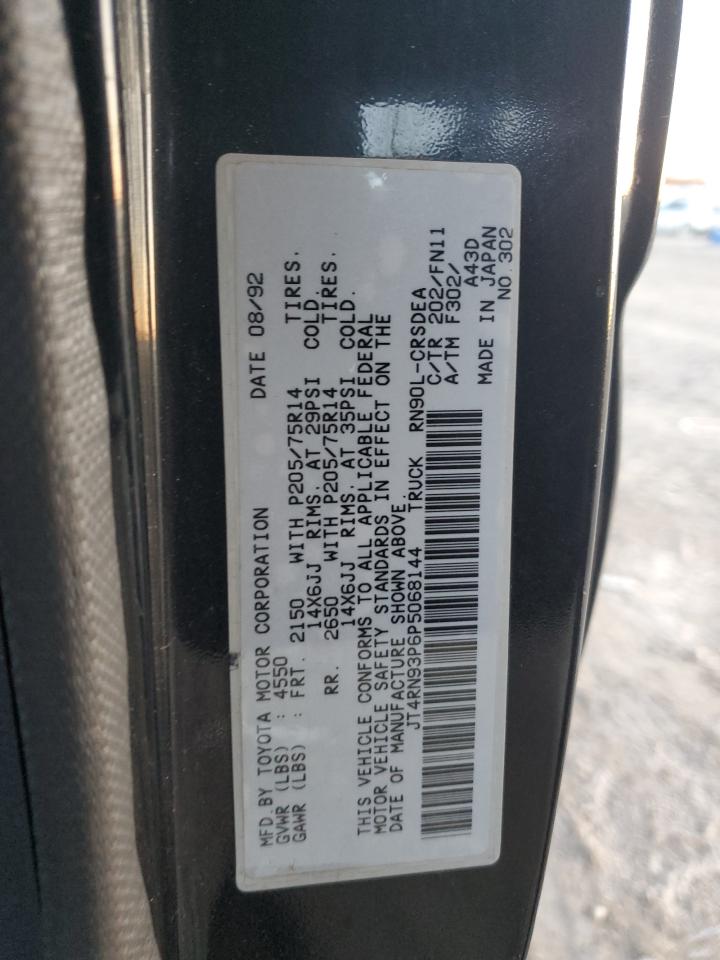 MFD. BY TOYOTA MOTOR CORPORATION DATE 08/92
GVWR (LBS) : 4550
GAWR (LBS) : FRT. 2150 WITH P205/75R14 TIRES.
14X6JJ RIMS. AT 29PSI COLD.
RR. 2650 WITH P205/75R14 TIRES.
14X6JJ RIMS. AT 35PSI COLD.
THIS VEHICLE CONFORMS TO ALL APPLICABLE FEDERAL
MOTOR VEHICLE SAFETY STANDARDS IN EFFECT ON THE
DATE OF MANUFACTURE SHOWN ABOVE.
JT4RN93P6P5068144 TRUCK RN90L-CRSDEA
C/TR 202/FN11
A/TM F302/
A43D
MADE IN JAPAN
NO.302